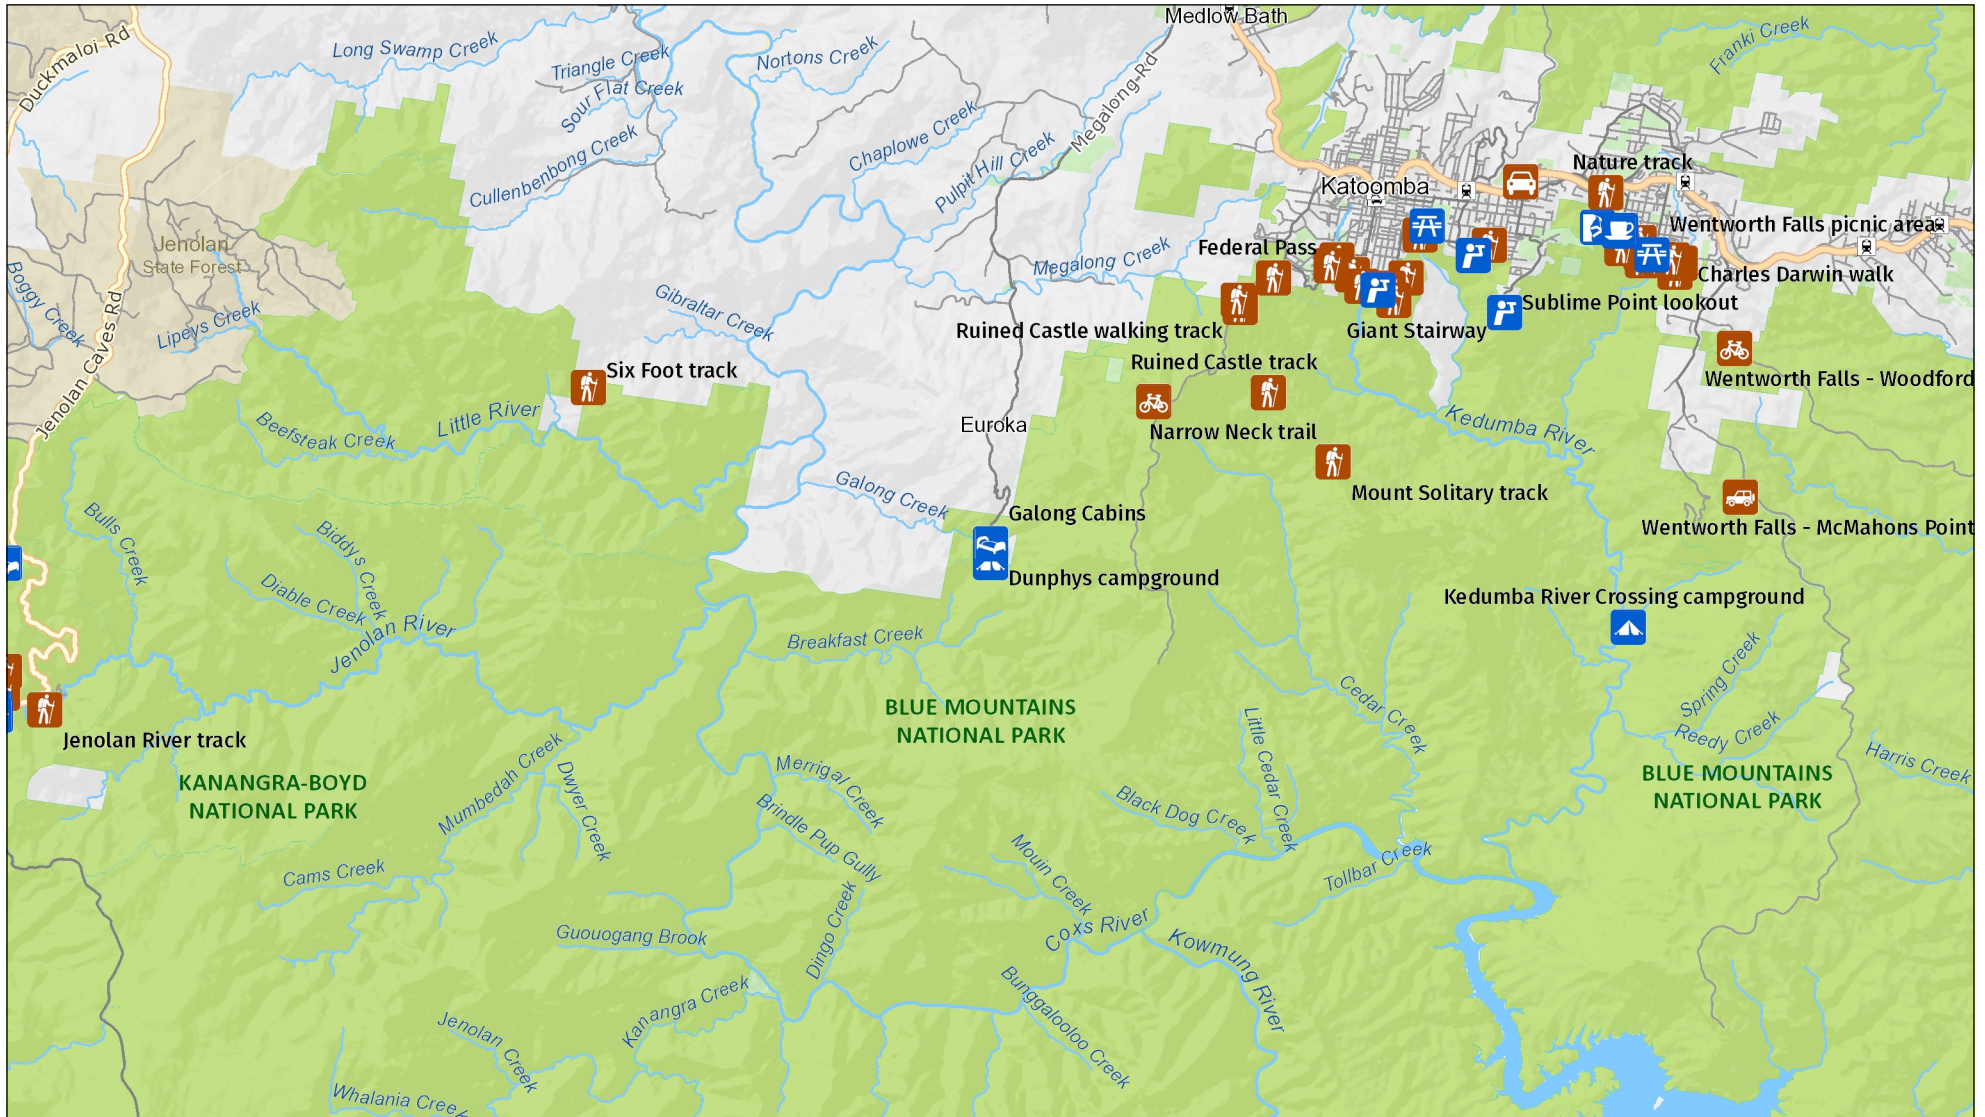 Medlow Bath
Duckmaloi Rd
Long Swamp Creek
Triangle Creek
Nortons Creek
Franki Creek
Sour Flat Creek
Megalong-Rd
Chaplowe Creek
Cullenbenbong Creek
Pulpit Hill Creek
Nature track
Katoomba
Wentworth Falls picnic area
Jenolan
State Forest
Federal Pass
Megalong Creek
Charles Darwin walk
Boggy Creek
Jenolan Caves Rd
Lipeys Creek
Gibraltar Creek
Sublime Point lookout
Ruined Castle walking track
Giant Stairway
Ruined Castle track
Six Foot track
Wentworth Falls - Woodford
Beefsteak Creek
Little River
Euroka
Narrow Neck trail
Kedumba River
Galong Creek
Mount Solitary track
Galong Cabins
Wentworth Falls - McMahons Point
Bulls Creek
Biddys Creek
Diable Creek
Dunphys campground
Kedumba River Crossing campground
Jenolan River
Breakfast Creek
Spring Creek
Cedar Creek
BLUE MOUNTAINS
NATIONAL PARK
Reedy Creek
Jenolan River track
Little Cedar Creek
Harris Creek
KANANGRA-BOYD
NATIONAL PARK
Mumbedah Creek
Dwyer Creek
Merrigal Creek
BLUE MOUNTAINS
NATIONAL PARK
Black Dog Creek
Brindle Pup Gully
Mouin Creek
Tollbar Creek
Cams Creek
Dingo Creek
Guouogang Brook
Coxs River
Kowmung River
Kanangra Creek
Bunggalooloo Creek
Jenolan Creek
Whalania Creek